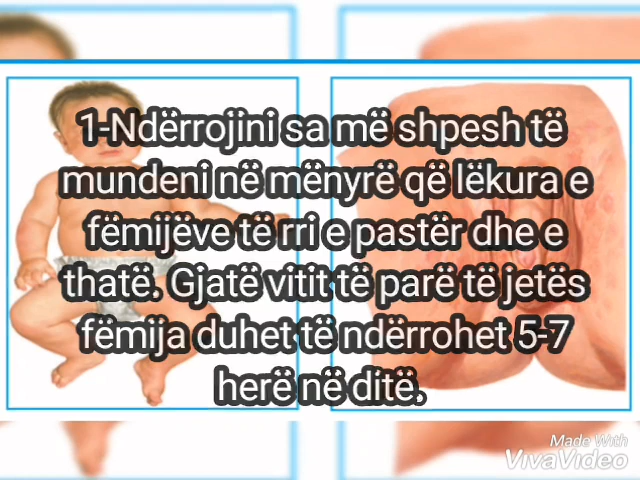 1-Ndërrojini sa më shpesh të
mundeni në mënyrë që lëkura e
fëmijëve të rri e pastër dhe e
thatë. Gjatë vitit të parë të jetës
fëmija duhet të ndërrohet 5-7
herë në ditë.
Made With
VivaVideo